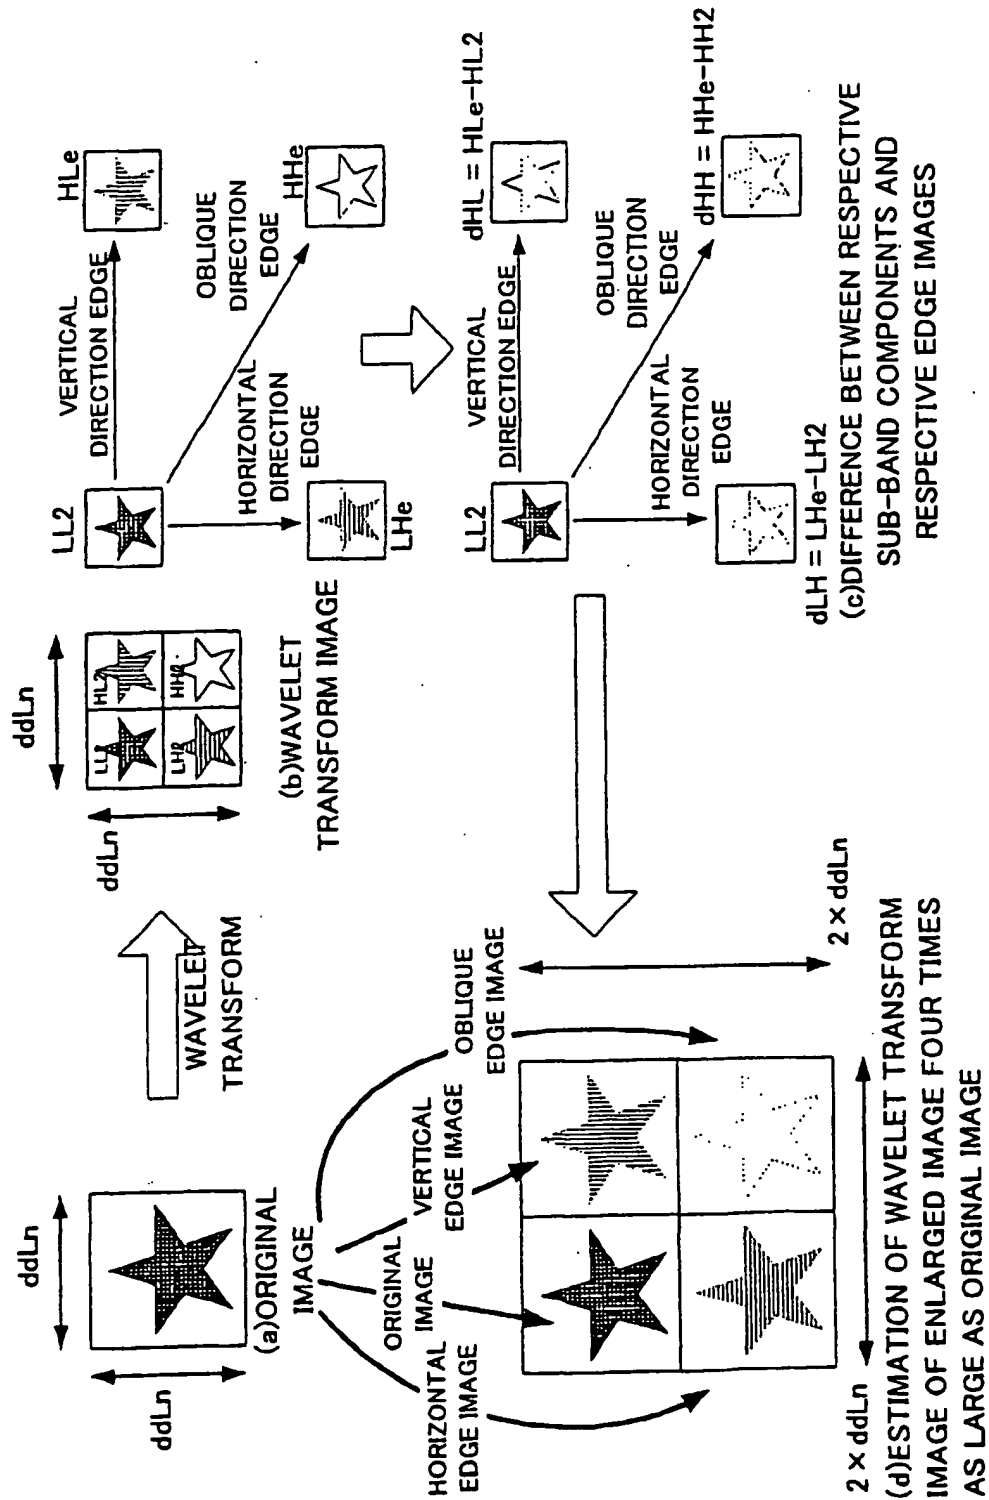 ddLn
ddLn
(a)ORIGINAL
IMAGE
WAVELET
TRANSFORM
ddLn
ddLn
LL2
HL2
LH2
HH2
(b)WAVELET
TRANSFORM IMAGE
LL2
VERTICAL
DIRECTION EDGE
HLe
OBLIQUE
DIRECTION
EDGE
HHe
HORIZONTAL
DIRECTION
EDGE
LHe
LL2
VERTICAL
DIRECTION EDGE
dHL = HLe-HL2
OBLIQUE
DIRECTION
EDGE
dHH = HHe-HH2
HORIZONTAL
DIRECTION
EDGE
dLH = LHe-LH2
(c)DIFFERENCE BETWEEN RESPECTIVE
SUB-BAND COMPONENTS AND
RESPECTIVE EDGE IMAGES
HORIZONTAL
EDGE IMAGE
ORIGINAL
IMAGE
VERTICAL
EDGE IMAGE
OBLIQUE
EDGE IMAGE
2 × ddLn
2 × ddLn
(d)ESTIMATION OF WAVELET TRANSFORM
IMAGE OF ENLARGED IMAGE FOUR TIMES
AS LARGE AS ORIGINAL IMAGE